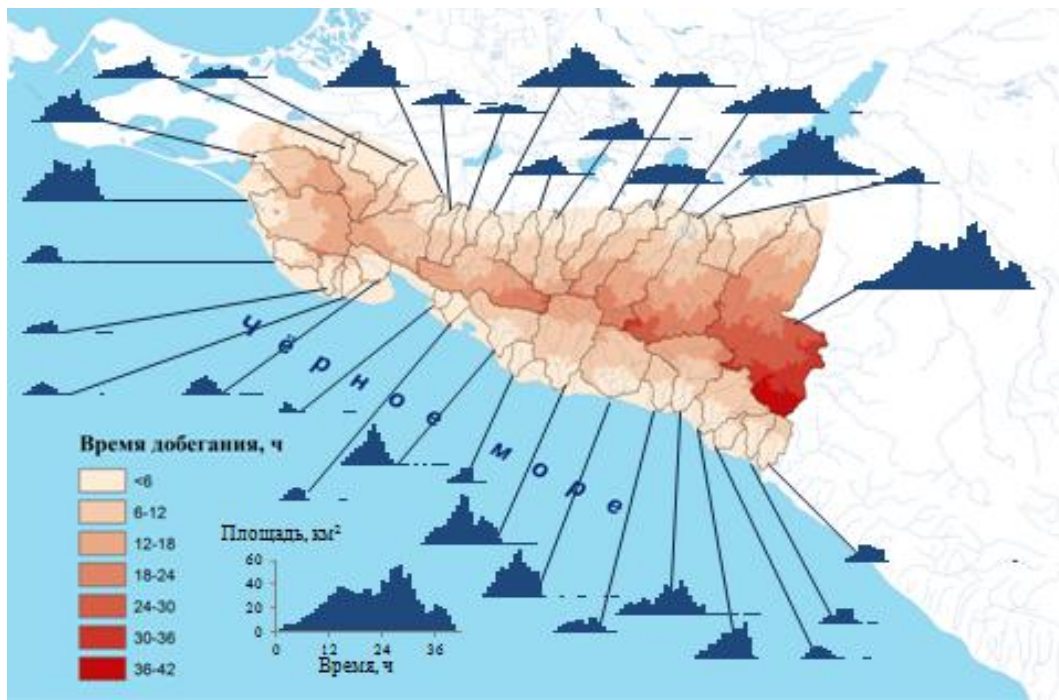 Чёрное море
Время добегания, ч
<6
6-12
12-18
18-24
24-30
30-36
36-42
Площадь, км²
60
40
20
0
0 12 24 36
Время, ч